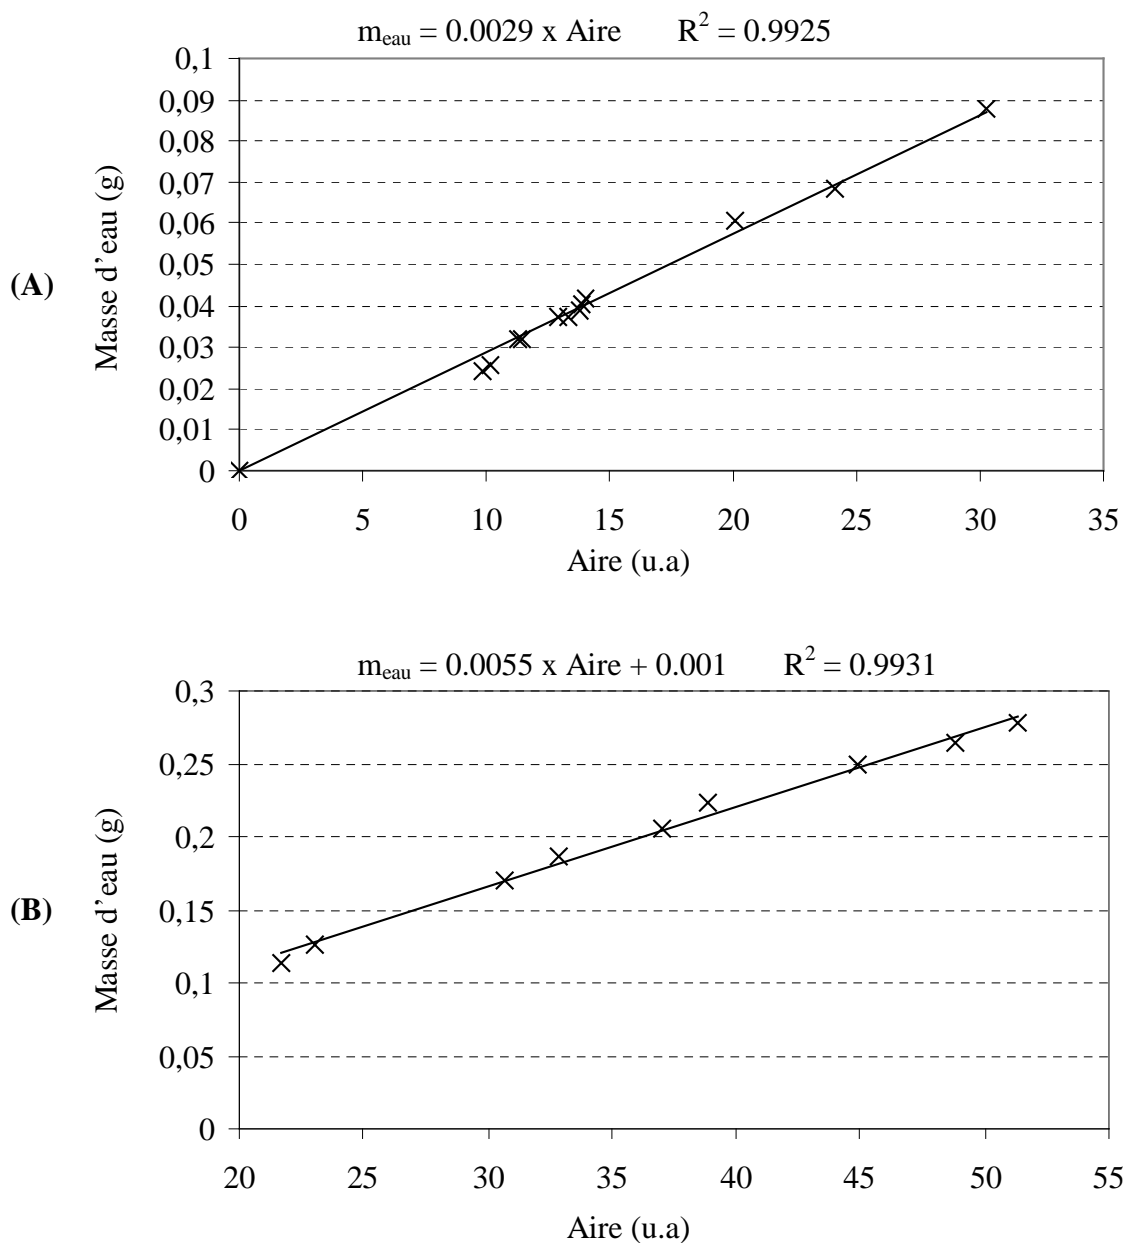 m_eau = 0.0029 x Aire R² = 0.9925
0,1
0,09
0,08
0,07
0,06
0,05
0,04
0,03
0,02
0,01
0
Masse d'eau (g)
(A)
0 5 10 15 20 25 30 35
Aire (u.a)
m_eau = 0.0055 x Aire + 0.001 R² = 0.9931
0,3
0,25
0,2
0,15
0,1
0,05
0
Masse d'eau (g)
(B)
20 25 30 35 40 45 50 55
Aire (u.a)